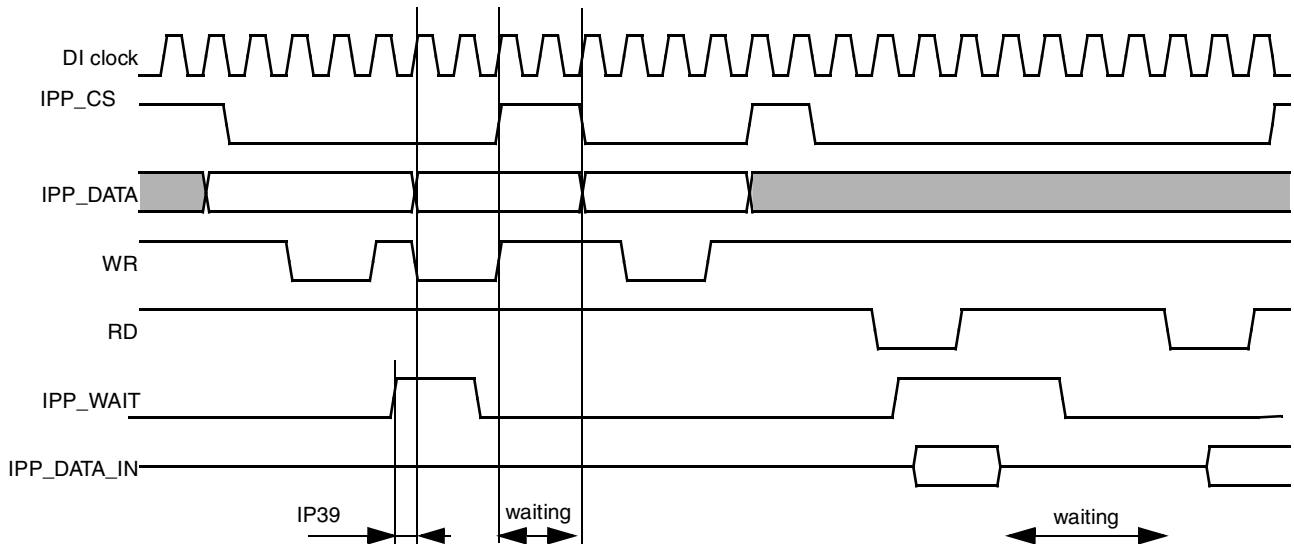 DI clock
IPP_CS
IPP_DATA
WR
RD
IPP_WAIT
IPP_DATA_IN
IP39
waiting
waiting